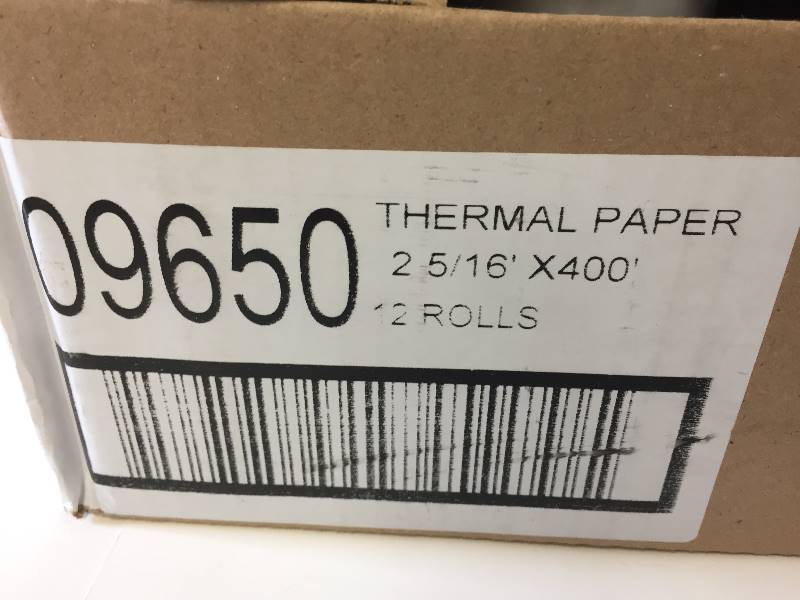 09650
THERMAL PAPER
2 5/16' X400'
12 ROLLS